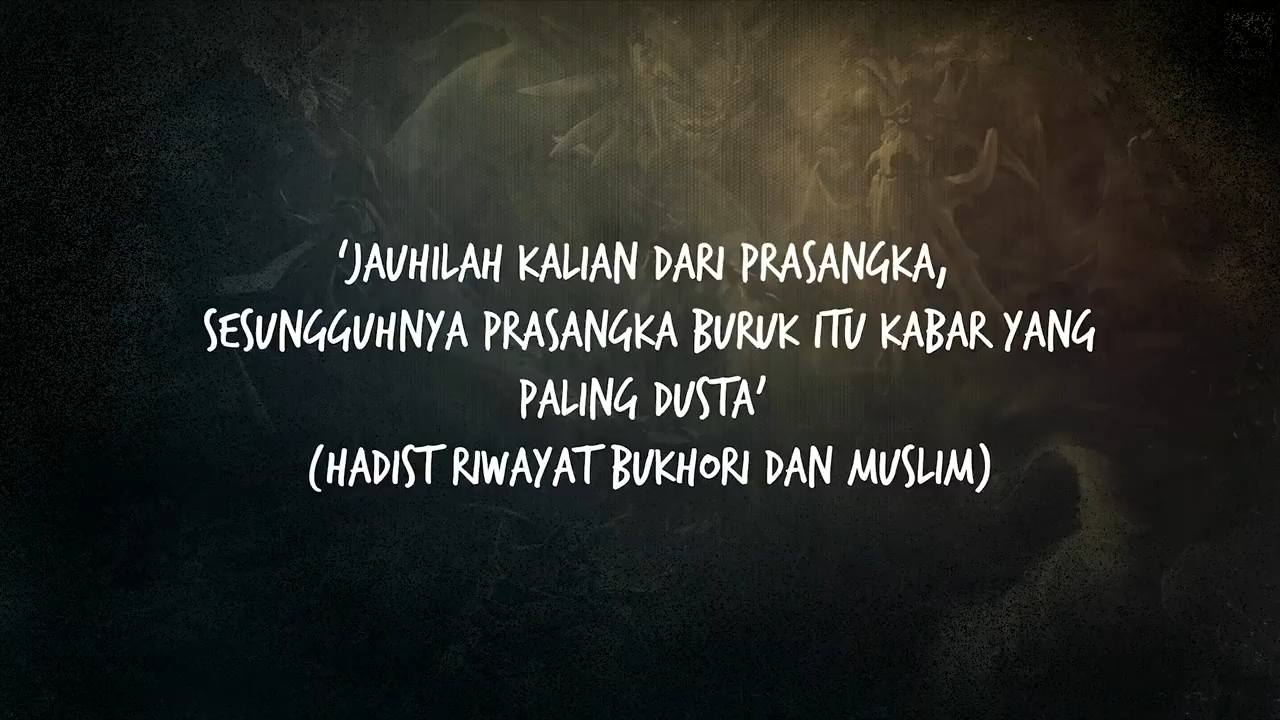 'JAUHILAH KALIAN DARI PRASANGKA,
SESUNGGUHNYA PRASANGKA BURUK ITU KABAR YANG
PALING DUSTA'
(HADIST RIWAYAT BUKHORI DAN MUSLIM)